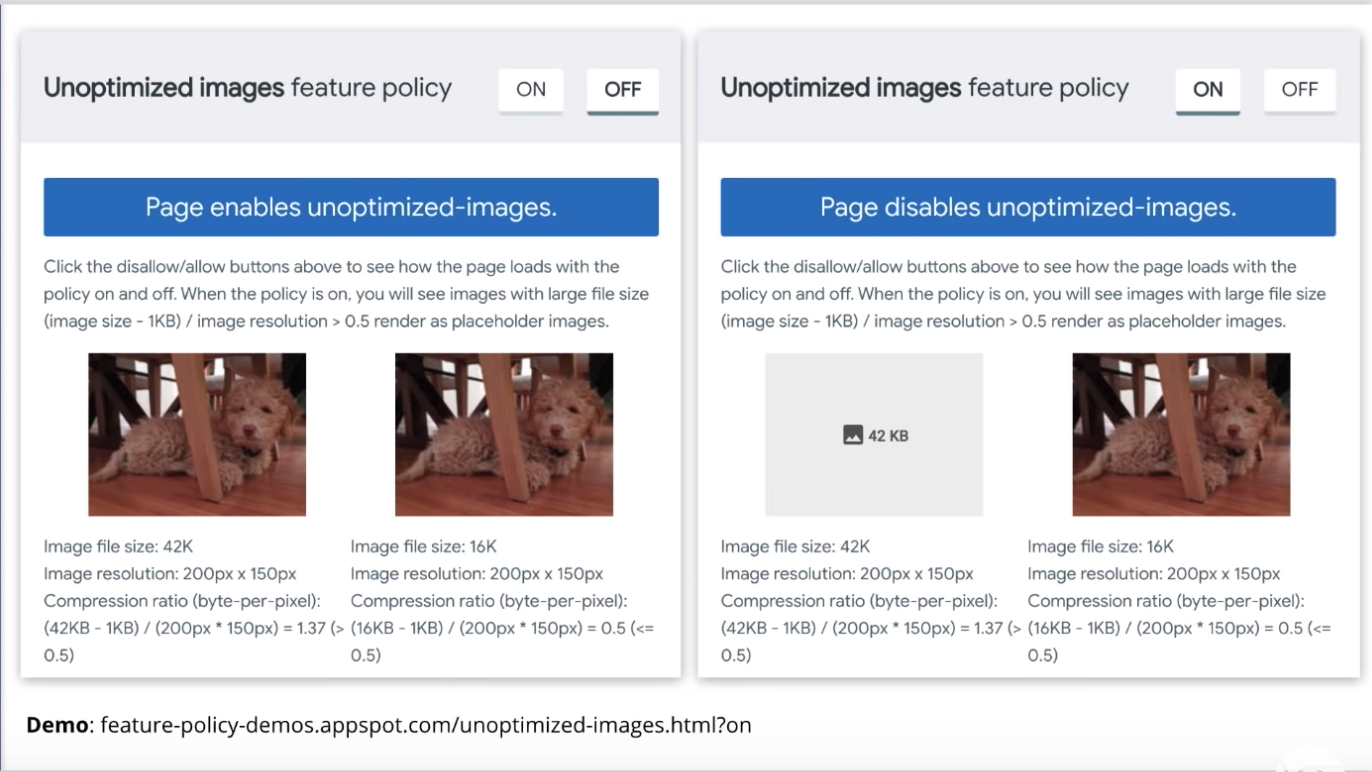 Unoptimized images feature policy ON OFF
Page enables unoptimized-images.
Click the disallow/allow buttons above to see how the page loads with the
policy on and off. When the policy is on, you will see images with large file size
(image size - 1KB) / image resolution > 0.5 render as placeholder images.
Image file size: 42K
Image resolution: 200px x 150px
Compression ratio (byte-per-pixel):
(42KB - 1KB) / (200px * 150px) = 1.37 (>
0.5)
Image file size: 16K
Image resolution: 200px x 150px
Compression ratio (byte-per-pixel):
(16KB - 1KB) / (200px * 150px) = 0.5 (<=
0.5)
Unoptimized images feature policy ON OFF
Page disables unoptimized-images.
Click the disallow/allow buttons above to see how the page loads with the
policy on and off. When the policy is on, you will see images with large file size
(image size - 1KB) / image resolution > 0.5 render as placeholder images.
42 KB
Image file size: 42K
Image resolution: 200px x 150px
Compression ratio (byte-per-pixel):
(42KB - 1KB) / (200px * 150px) = 1.37 (>
0.5)
Image file size: 16K
Image resolution: 200px x 150px
Compression ratio (byte-per-pixel):
(16KB - 1KB) / (200px * 150px) = 0.5 (<=
0.5)
Demo: feature-policy-demos.appspot.com/unoptimized-images.html?on